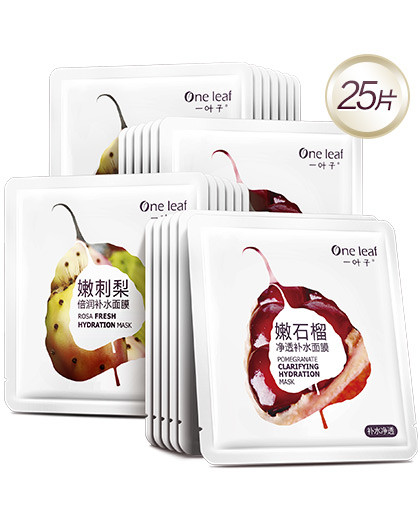 25片
One leaf
一叶子®
One leaf
一叶子®
One leaf
一叶子®
嫩刺梨
倍润补水面膜
ROSA FRESH
HYDRATION MASK
One leaf
一叶子®
嫩石榴
净透补水面膜
POMEGRANATE
CLARIFYING
HYDRATION
MASK
补水净透